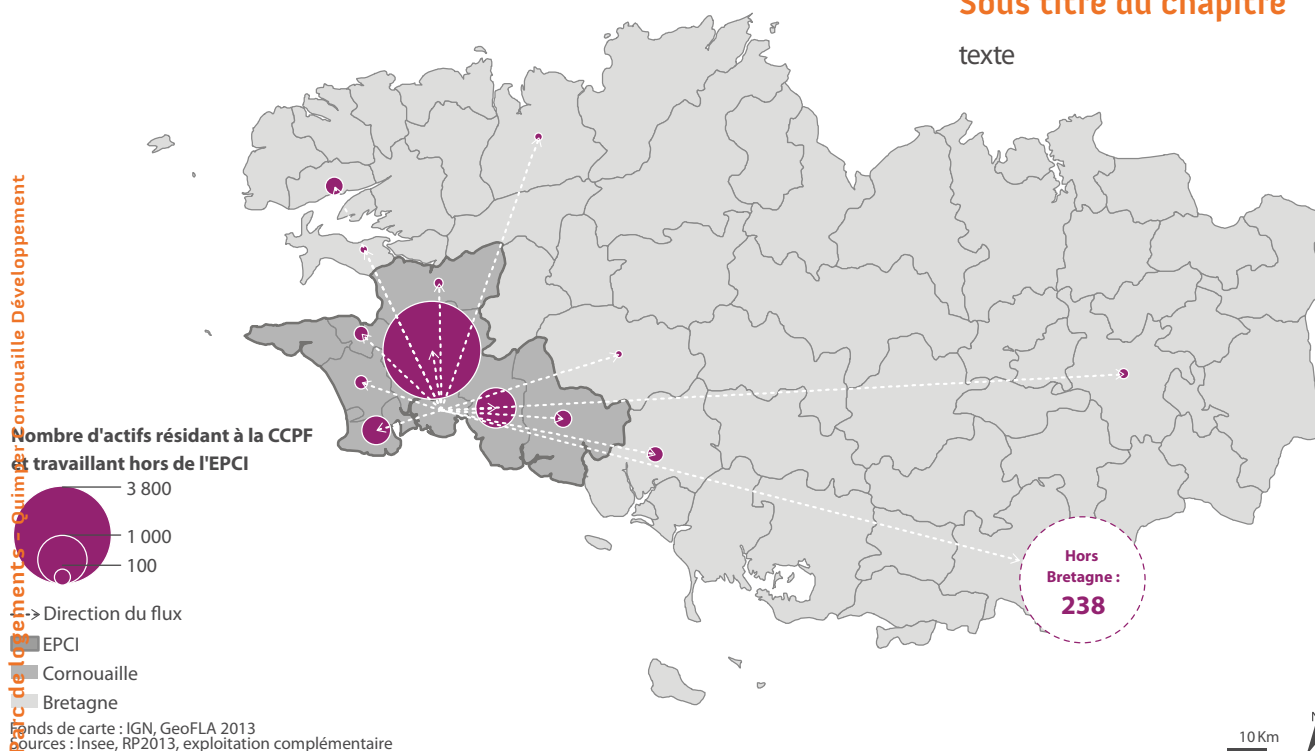 Sous titre du chapitre
texte
Parc de logements - Quimper Cornouaille Développement
Nombre d'actifs résidant à la CCPF
et travaillant hors de l'EPCI
3 800
1 000
100
Direction du flux
EPCI
Cornouaille
Bretagne
Fonds de carte : IGN, GeoFLA 2013
Sources : Insee, RP2013, exploitation complémentaire
Hors
Bretagne :
238
10 Km
N